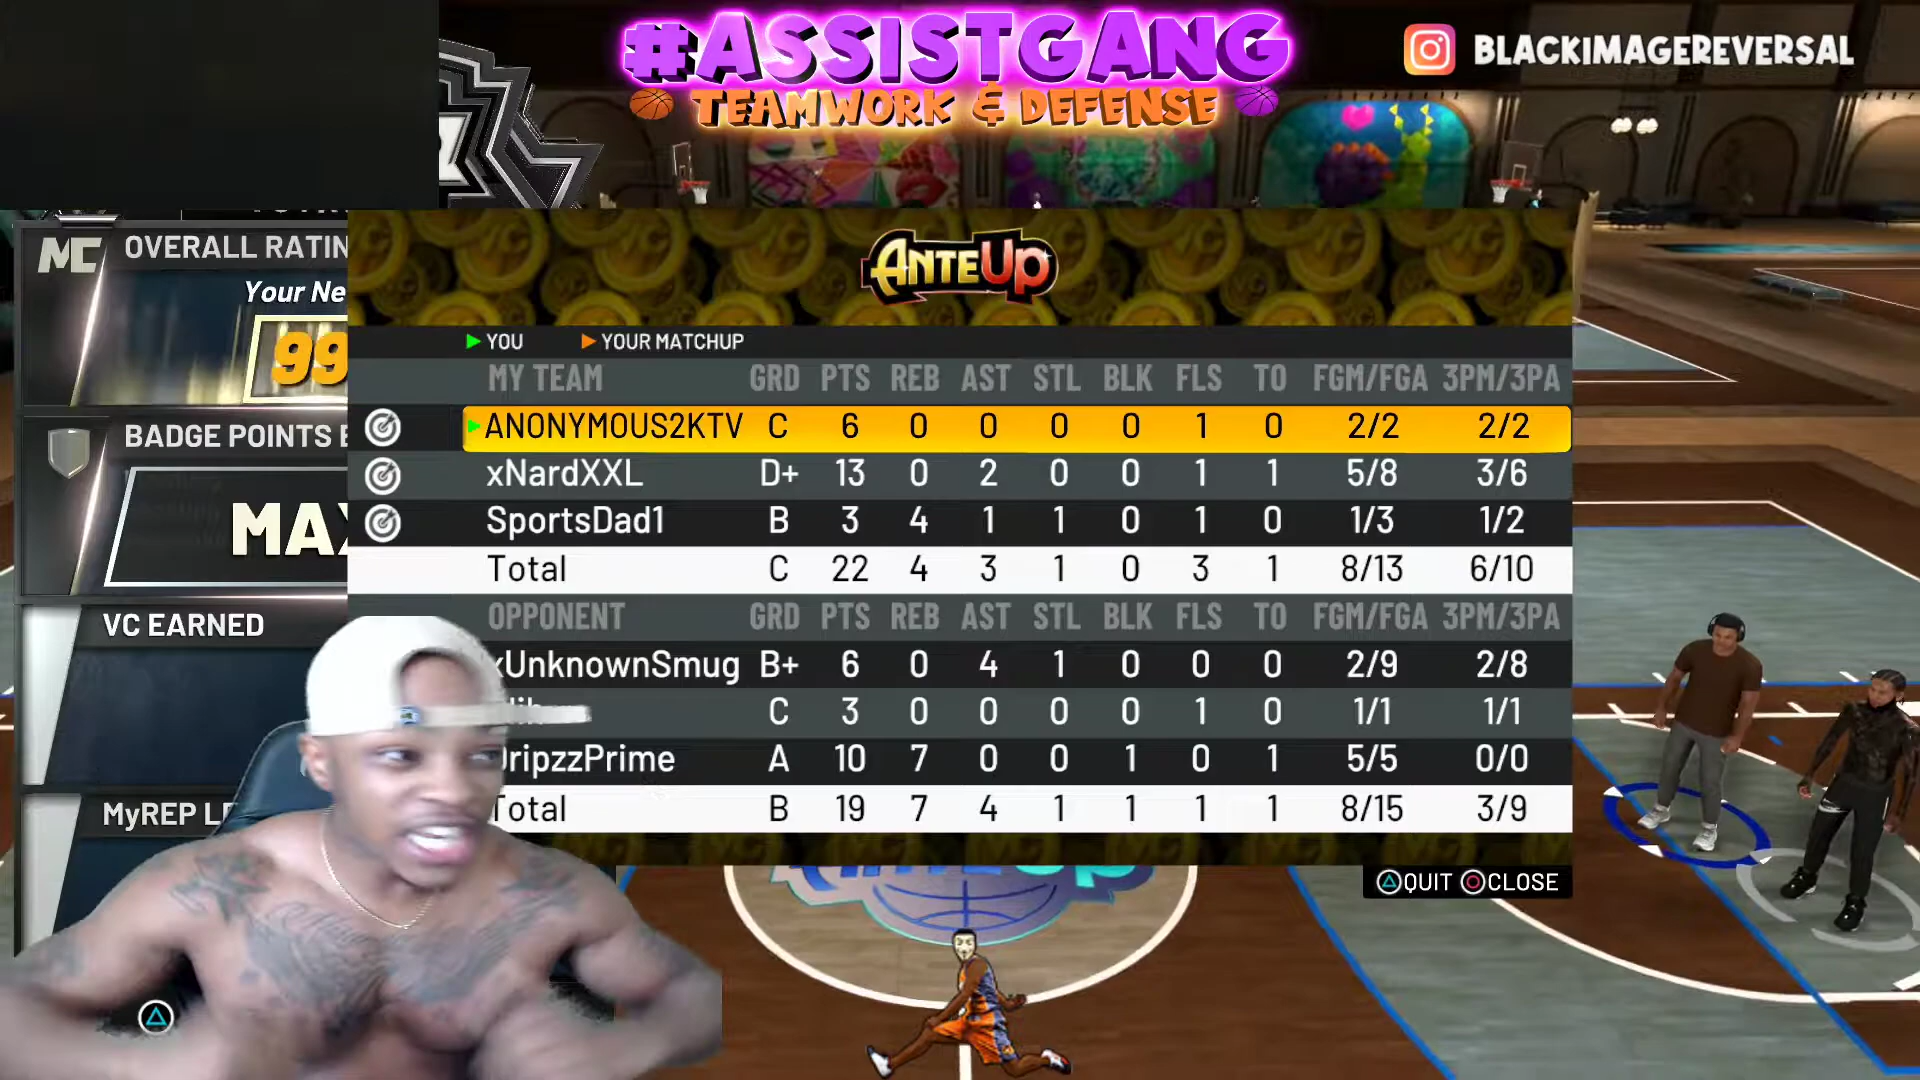 #ASSISTGANG
TEAMWORK & DEFENSE
BLACKIMAGEREVERSAL
MC OVERALL RATIN
Your Ne
99
BADGE POINTS E
MAX
VC EARNED
MyREP LE
ANTEUP
YOU YOUR MATCHUP
MY TEAM GRD PTS REB AST STL BLK FLS TO FGM/FGA 3PM/3PA
ANONYMOUS2KTV C 6 0 0 0 0 1 0 2/2 2/2
xNardXXL D+ 13 0 2 0 0 1 1 5/8 3/6
SportsDad1 B 3 4 1 1 0 1 0 1/3 1/2
Total C 22 4 3 1 0 3 1 8/13 6/10
OPPONENT GRD PTS REB AST STL BLK FLS TO FGM/FGA 3PM/3PA
xUnknownSmug B+ 6 0 4 1 0 0 0 2/9 2/8
C 3 0 0 0 0 1 0 1/1 1/1
DripzzPrime A 10 7 0 0 1 0 1 5/5 0/0
Total B 19 7 4 1 1 1 1 8/15 3/9
QUIT CLOSE